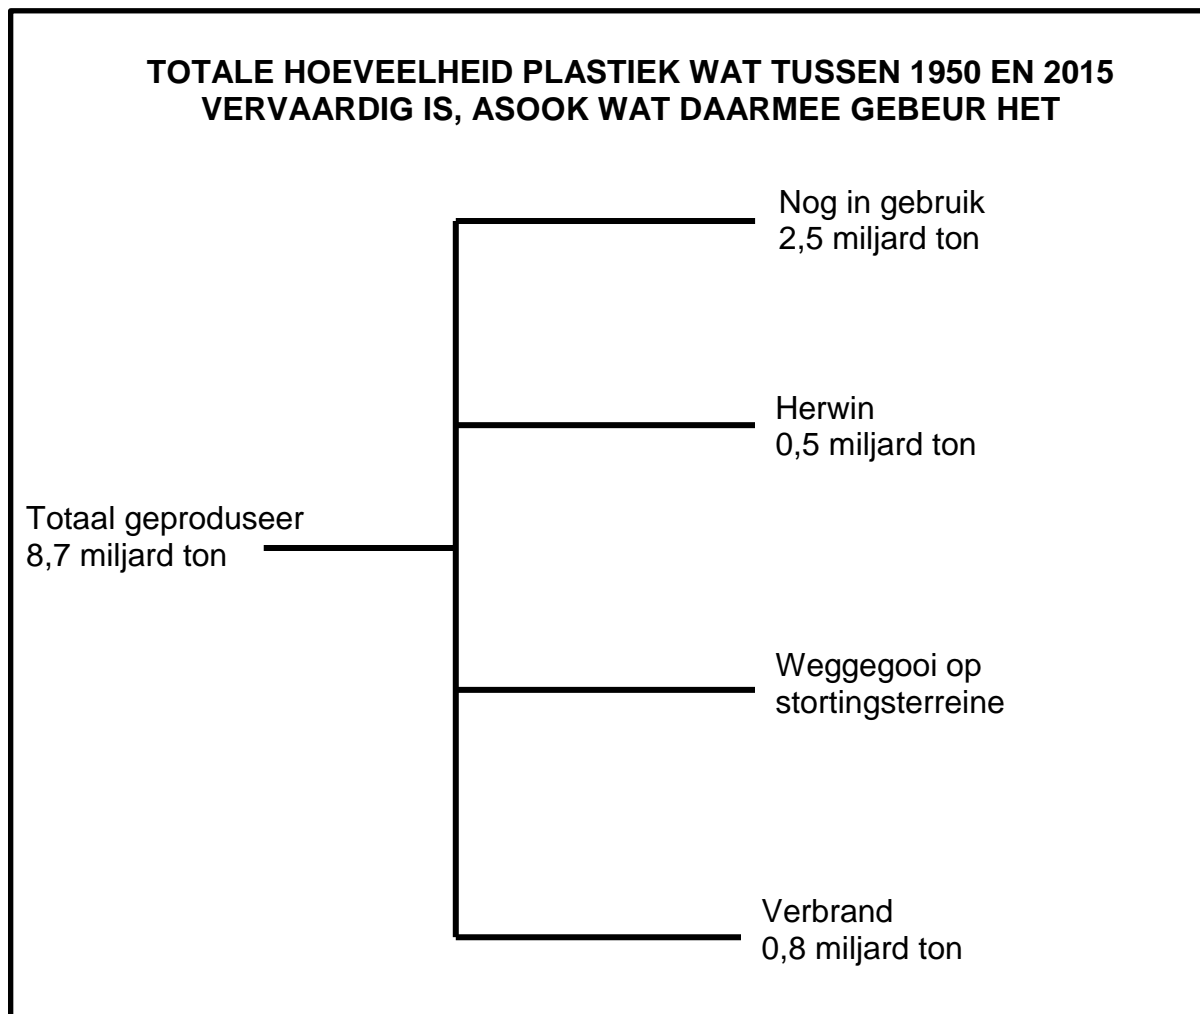 TOTALE HOEVEELHEID PLASTIEK WAT TUSSEN 1950 EN 2015
VERVAARDIG IS, ASOOK WAT DAARMEE GEBEUR HET
Nog in gebruik
2,5 miljard ton
Herwin
0,5 miljard ton
Totaal geproduseer
8,7 miljard ton
Weggegooi op
stortingsterreine
Verbrand
0,8 miljard ton